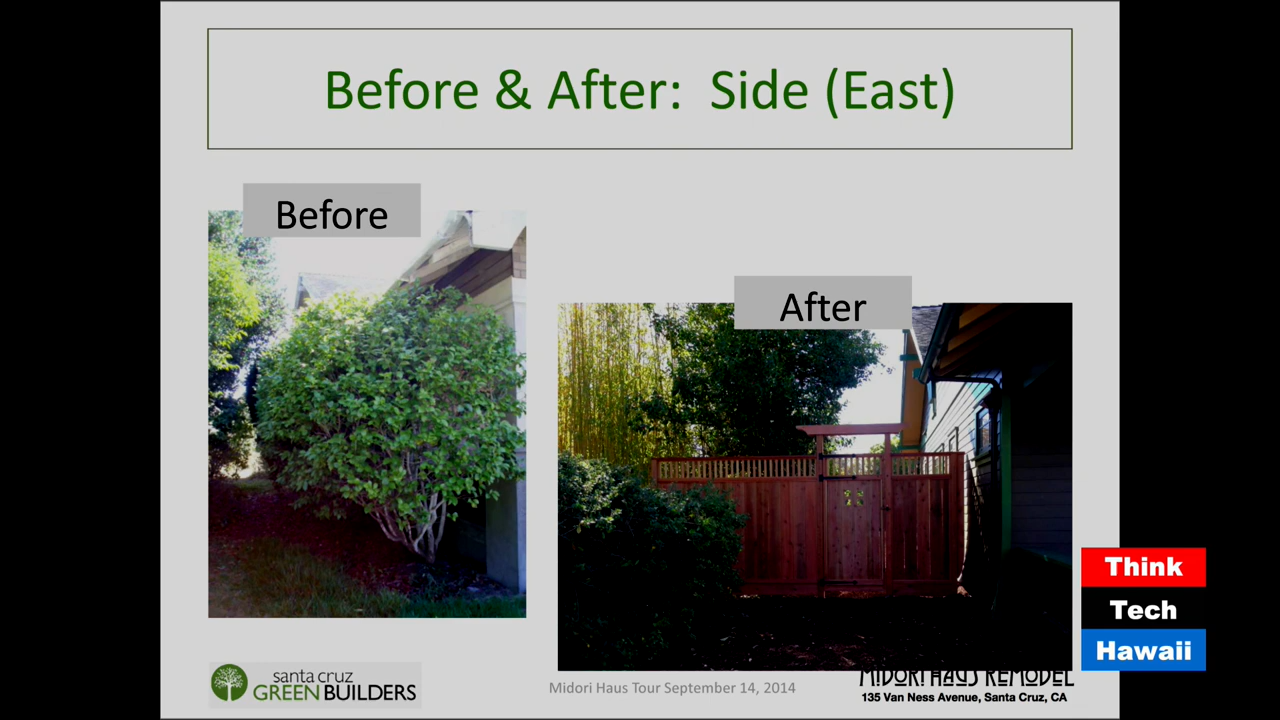 Before & After: Side (East)
Before
After
Think
Tech
Hawaii
santa cruz
GREEN BUILDERS
Midori Haus Tour September 14, 2014
MIDORI HAUS REMODEL
135 Van Ness Avenue, Santa Cruz, CA